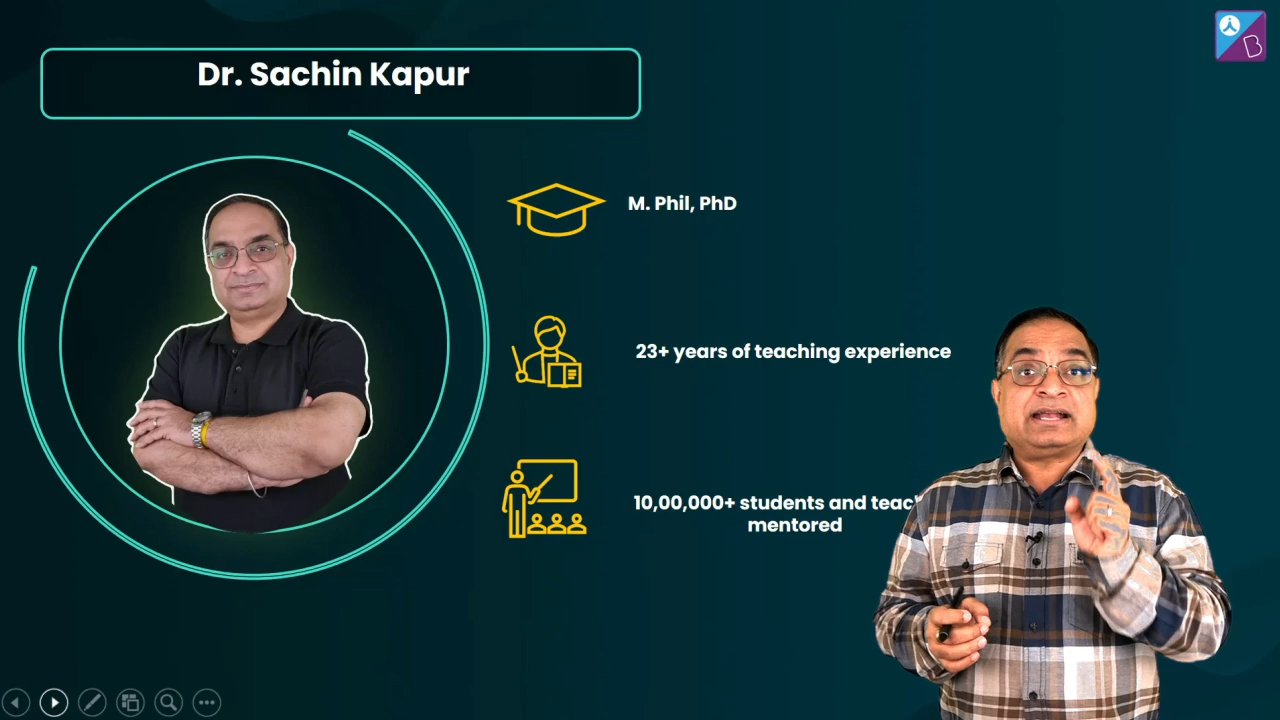 Dr. Sachin Kapur
M. Phil, PhD
23+ years of teaching experience
10,00,000+ students and
mentored